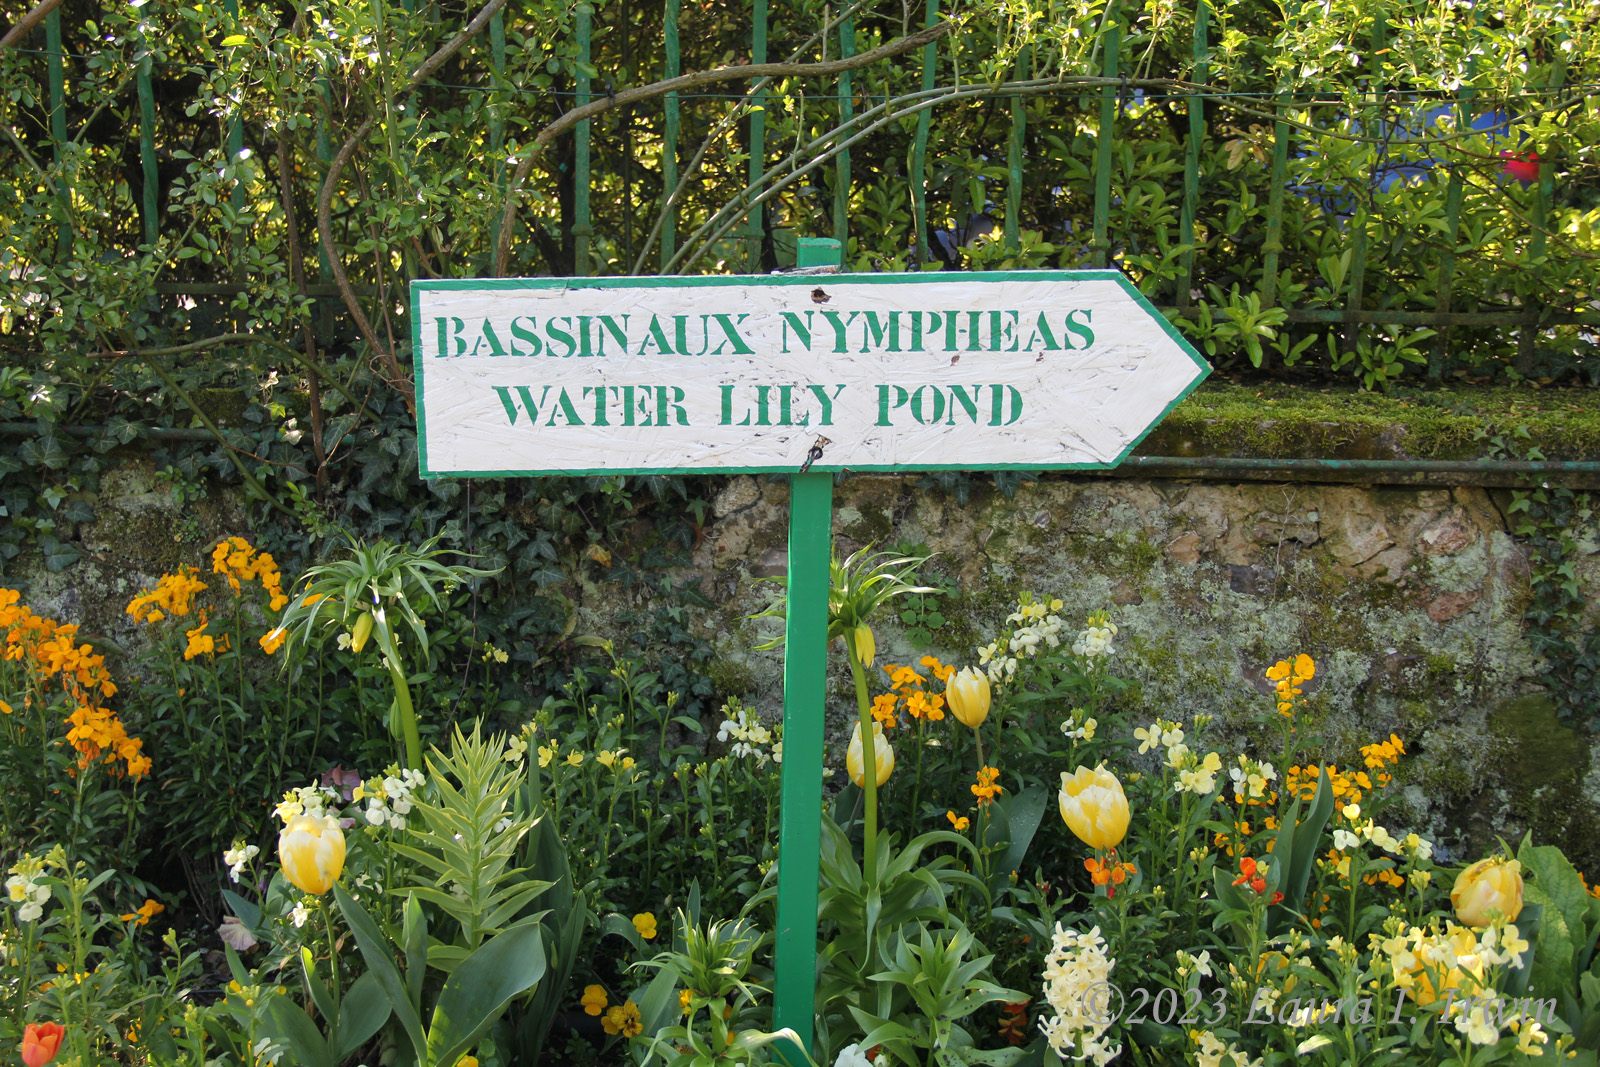 BASSINAUX NYMPHEAS
WATER LILY POND
©2023 Laura I. Irwin